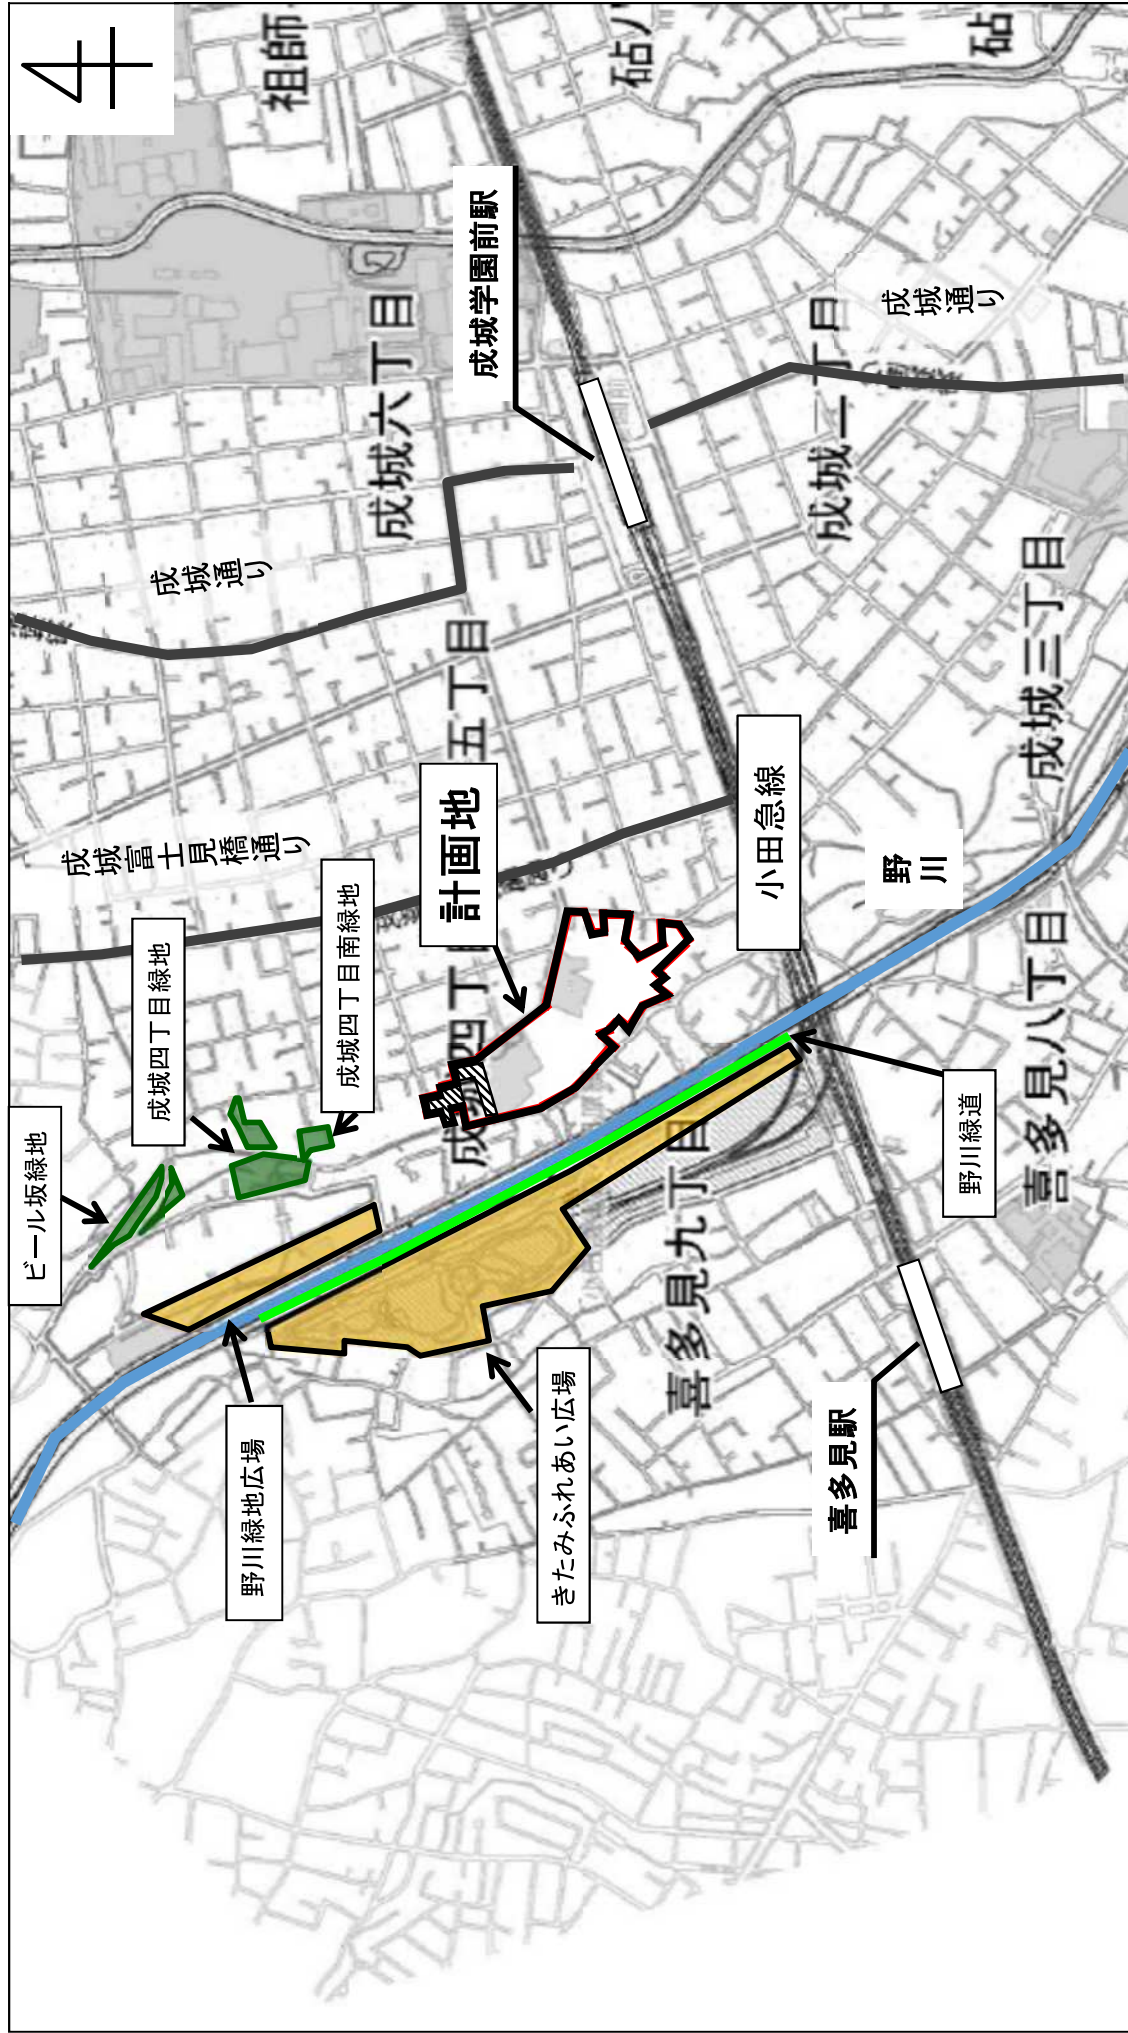 祖師
砧
砧
成城学園前駅
成城六丁目
成城通り
成城二丁目
成城通り
五丁目
成城三丁目
成城富士見橋通り
計画地
小田急線
野川
成城四丁目緑地
成城四丁目南緑地
成城四丁
ビール坂緑地
野川緑道
喜多見八丁目
喜多見九丁目
野川緑地広場
きたみふれあい広場
喜多見駅